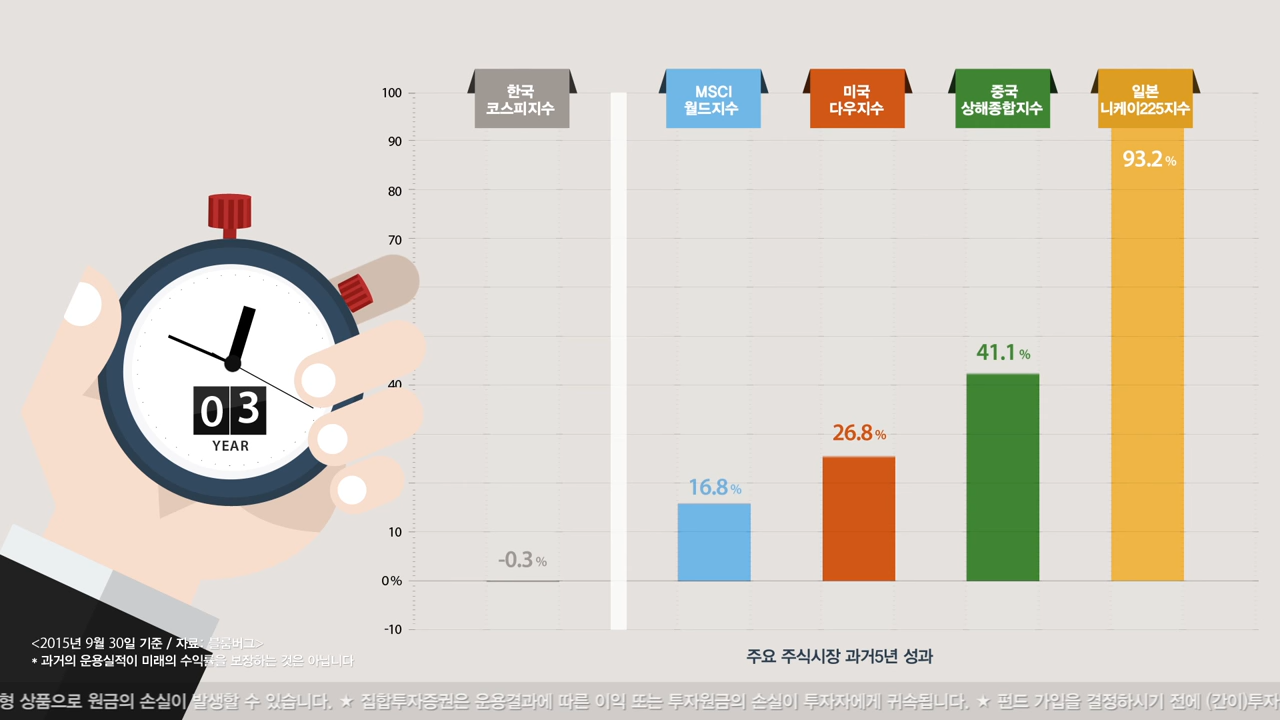 한국
코스피지수
MSCI
월드지수
미국
다우지수
중국
상해종합지수
일본
니케이225지수
100
90
80
70
40
10
0%
-10
-0.3%
16.8%
26.8%
41.1%
93.2%
03
YEAR
<2015년 9월 30일 기준 / 자료: 블룸버그>
* 과거의 운용실적이 미래의 수익률을 보장하는 것은 아닙니다
주요 주식시장 과거5년 성과
형 상품으로 원금의 손실이 발생할 수 있습니다. ★ 집합투자증권은 운용결과에 따른 이익 또는 투자원금의 손실이 투자자에게 귀속됩니다. ★ 펀드 가입을 결정하시기 전에 (간이)투자